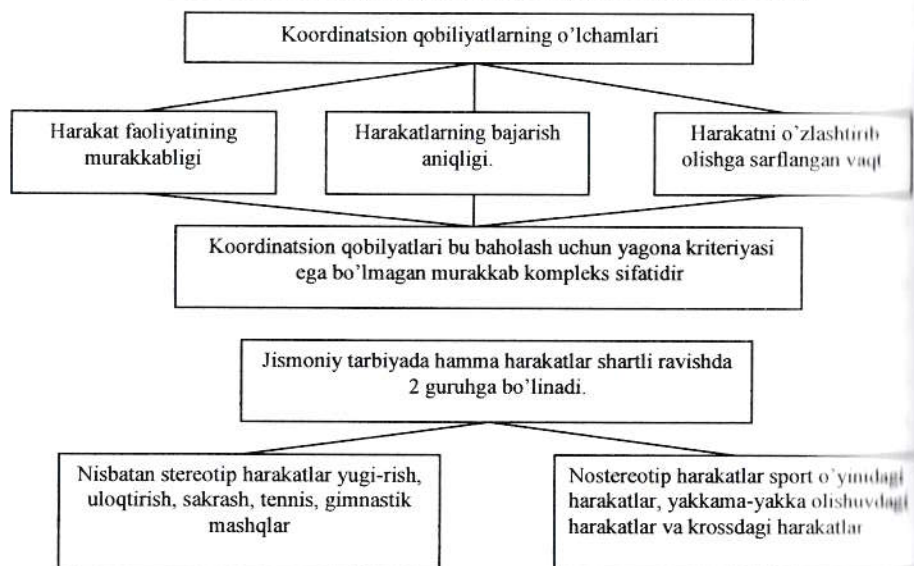 Koordinatsion qobiliyatlarning o’lchamlari
Harakat faoliyatining
murakkabligi
Harakatlarning bajarish
aniqligi.
Harakatni o’zlashtirib
olishga sarflangan vaqt
Koordinatsion qobilyatlari bu baholash uchun yagona kriteriyasi
ega bo’lmagan murakkab kompleks sifatidir
Jismoniy tarbiyada hamma harakatlar shartli ravishda
2 guruhga bo’linadi.
Nisbatan stereotip harakatlar yugi-rish,
uloqtirish, sakrash, tennis, gimnastik
mashqlar
Nostereotip harakatlar sport o’yinidagi
harakatlar, yakkama-yakka olishuvdagi
harakatlar va krossdagi harakatlar